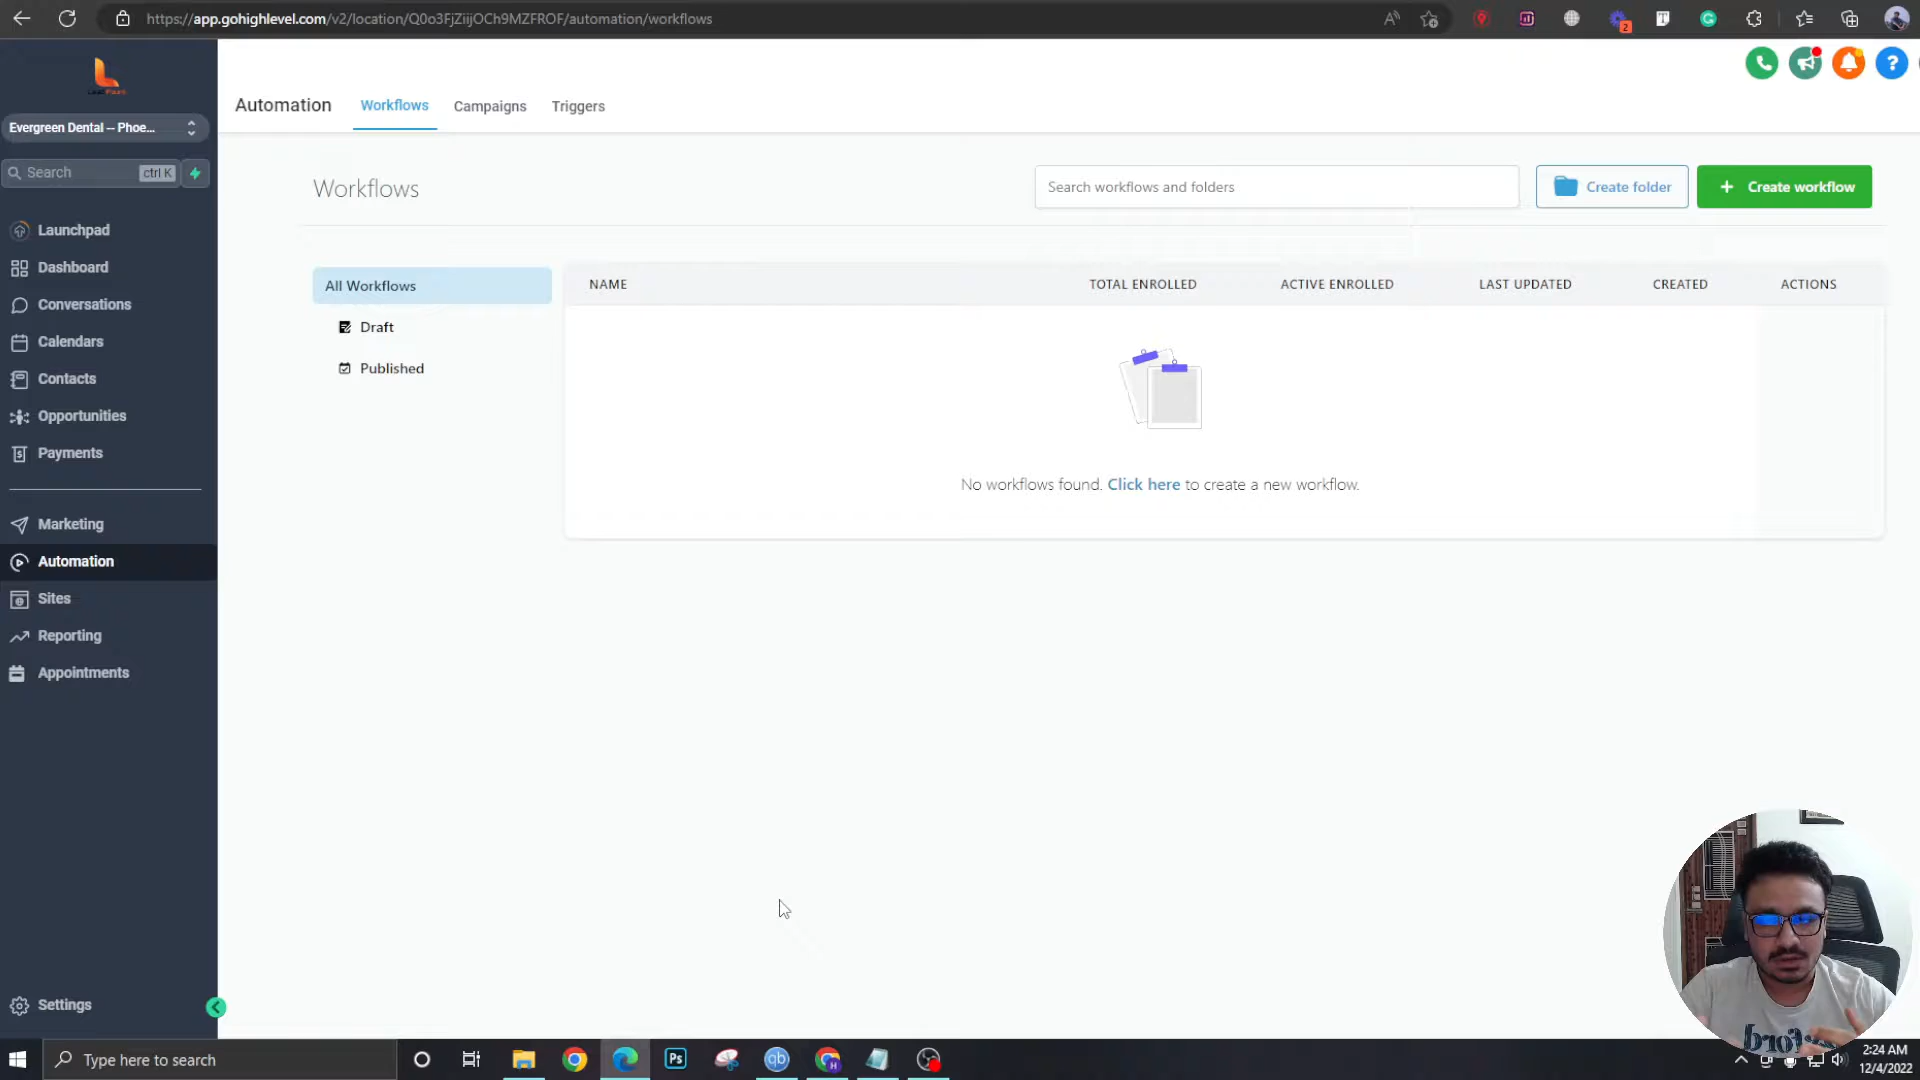 https://app.gohighlevel.com/v2/location/Q0o3FjZiijOCh9MZFROF/automation/workflows
2
Automation
Workflows
Campaigns
Triggers
?
Evergreen Dental -- Phoe...
Search
ctrl K
Launchpad
Dashboard
Conversations
Calendars
Contacts
Opportunities
Payments
Marketing
Automation
Sites
Reporting
Appointments
Settings
Workflows
Search workflows and folders
Create folder
+ Create workflow
All Workflows
Draft
Published
NAME
TOTAL ENROLLED
ACTIVE ENROLLED
LAST UPDATED
CREATED
ACTIONS
No workflows found. Click here to create a new workflow.
Type here to search
Ps
qb
H
2:24 AM
12/4/2022